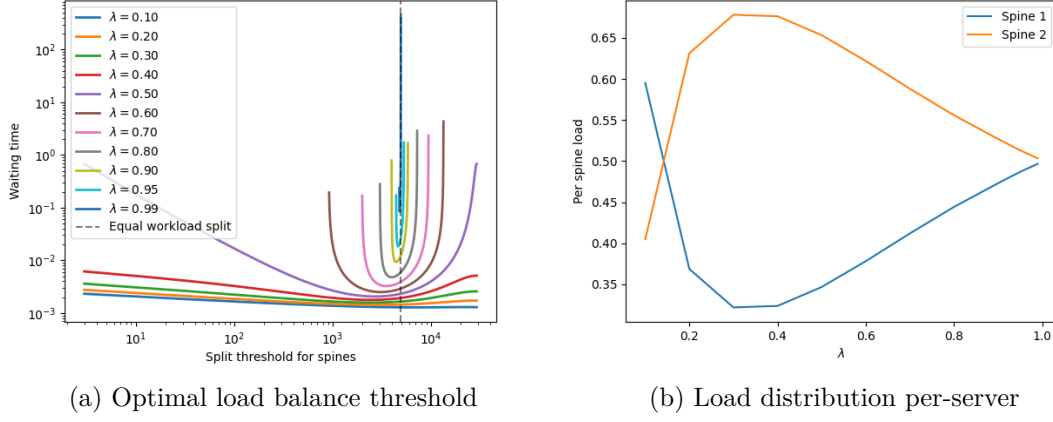 10²
10¹
10⁰
10⁻¹
10⁻²
10⁻³
Waiting time
λ = 0.10
λ = 0.20
λ = 0.30
λ = 0.40
λ = 0.50
λ = 0.60
λ = 0.70
λ = 0.80
λ = 0.90
λ = 0.95
λ = 0.99
Equal workload split
10¹ 10² 10³ 10⁴
Split threshold for spines
(a) Optimal load balance threshold
Spine 1
Spine 2
0.65
0.60
0.55
0.50
0.45
0.40
0.35
Per spine load
0.2 0.4 0.6 0.8 1.0
λ
(b) Load distribution per-server